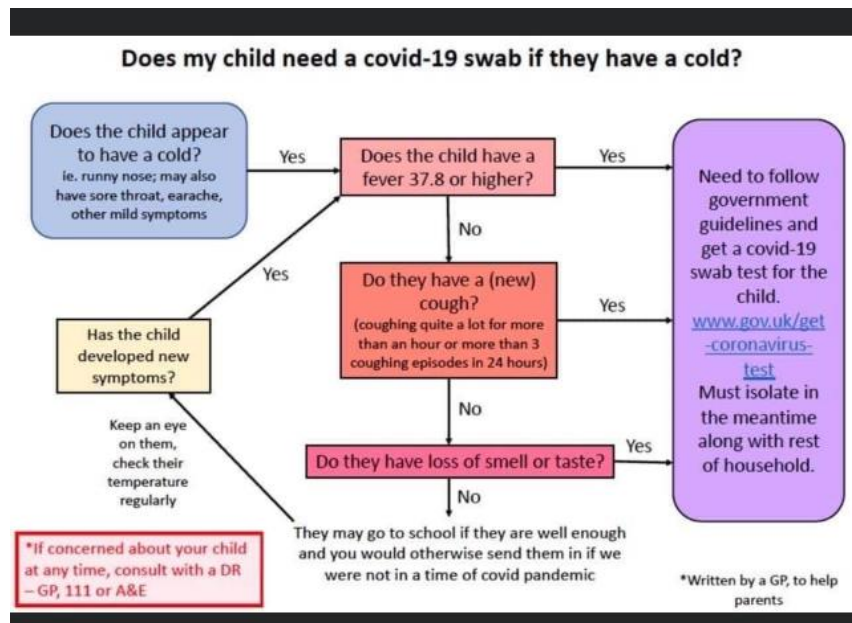 Does my child need a covid-19 swab if they have a cold?
Does the child appear
to have a cold?
ie. runny nose; may also
have sore throat, earache,
other mild symptoms
Yes
Does the child have a
fever 37.8 or higher?
Yes
No
Need to follow
government
guidelines and
get a covid-19
swab test for the
child.
www.gov.uk/get
-coronavirus-
test
Must isolate in
the meantime
along with rest
of household.
Yes
Do they have a (new)
cough?
(coughing quite a lot for more
than an hour or more than 3
coughing episodes in 24 hours)
Yes
No
Has the child
developed new
symptoms?
Keep an eye
on them,
check their
temperature
regularly
Do they have loss of smell or taste?
Yes
No
They may go to school if they are well enough
and you would otherwise send them in if we
were not in a time of covid pandemic
*If concerned about your child
at any time, consult with a DR
– GP, 111 or A&E
*Written by a GP, to help
parents